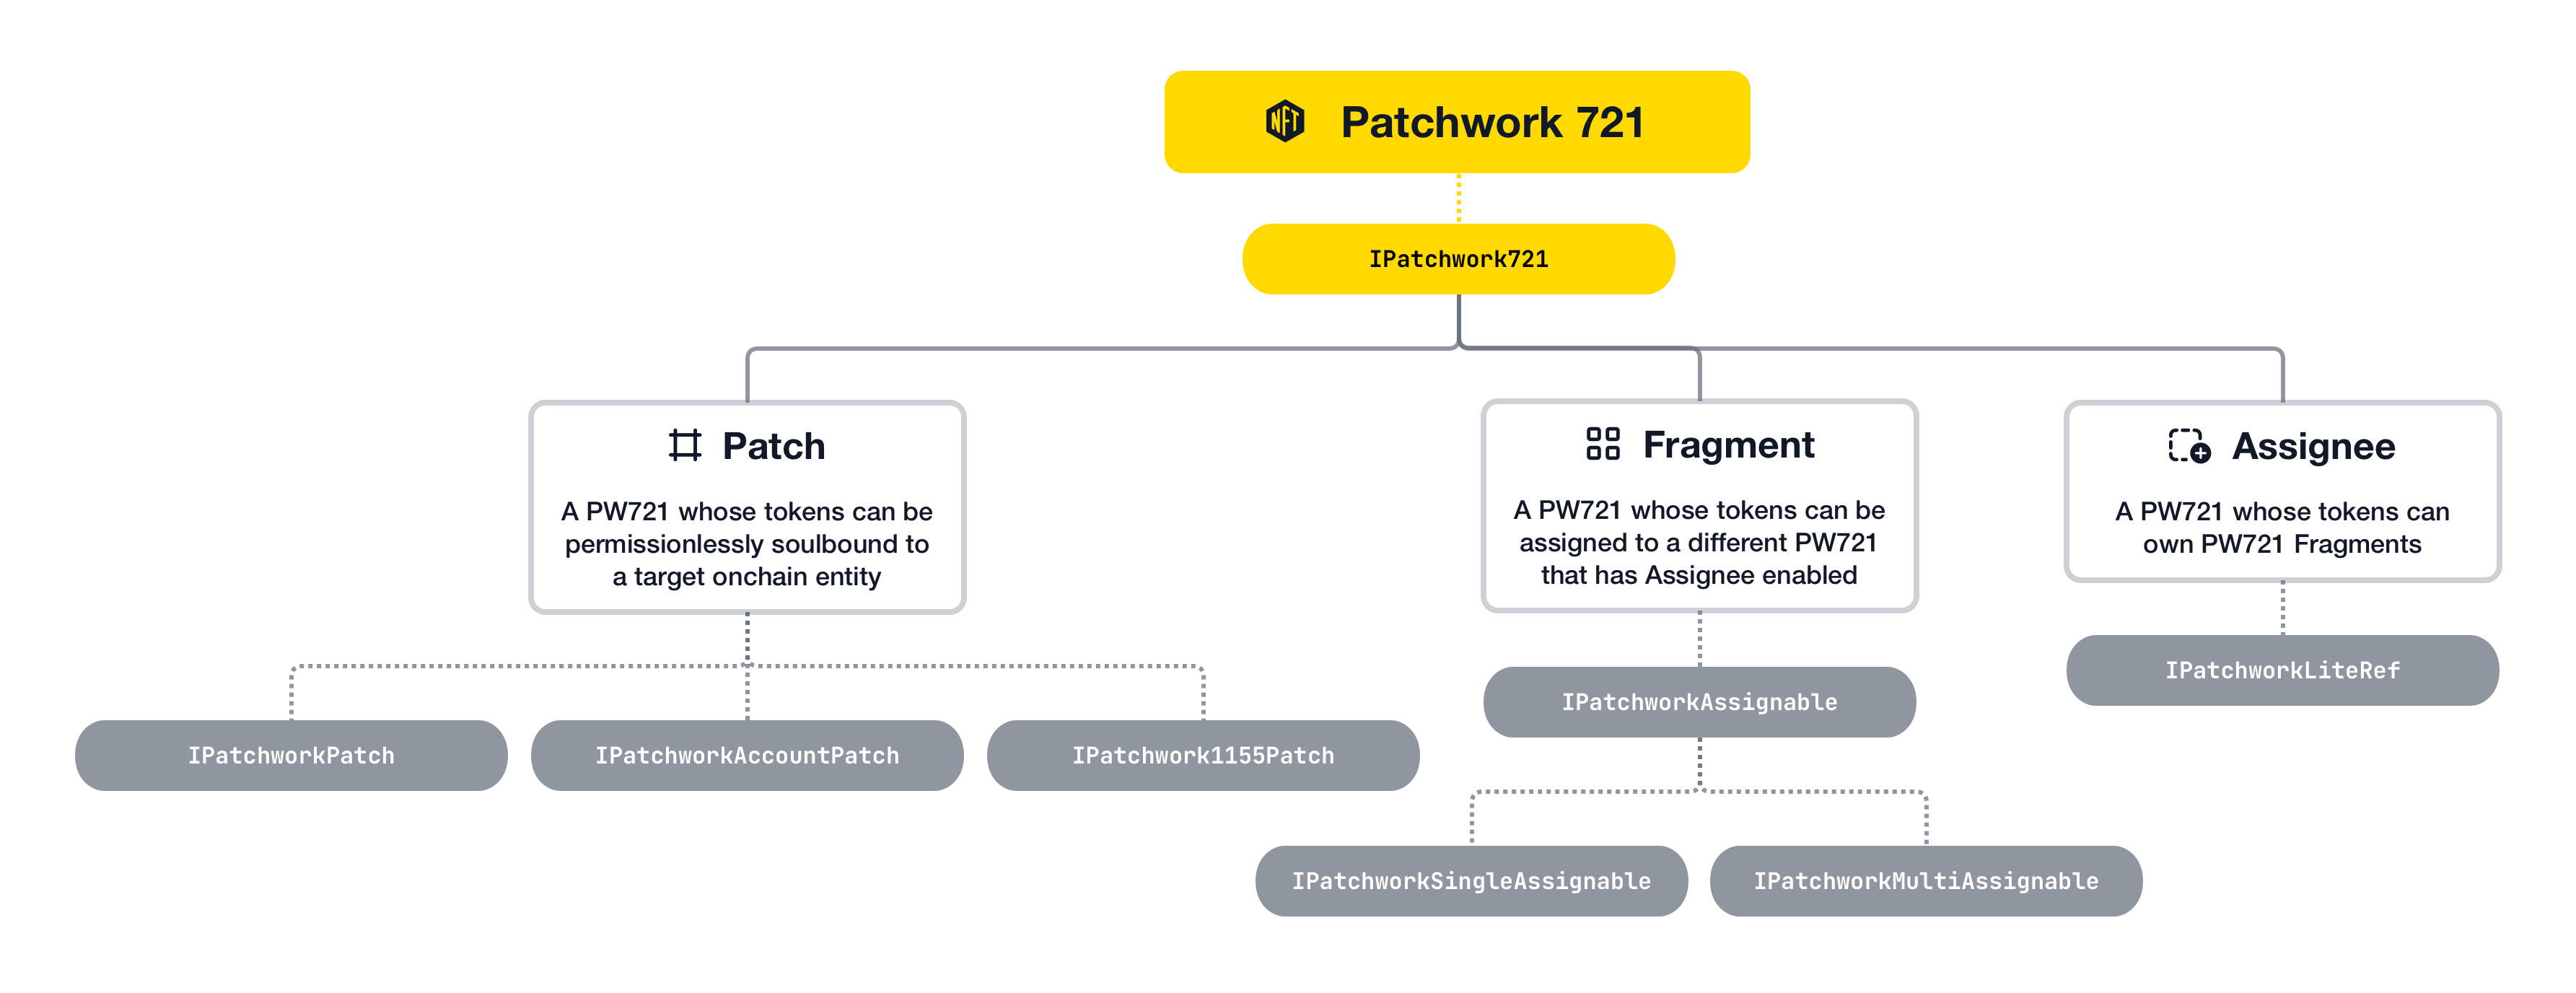 NFT
Patchwork 721
IPatchwork721
Patch
A PW721 whose tokens can be
permissionlessly soulbound to
a target onchain entity
Fragment
A PW721 whose tokens can be
assigned to a different PW721
that has Assignee enabled
Assignee
A PW721 whose tokens can
own PW721 Fragments
IPatchworkPatch
IPatchworkAccountPatch
IPatchwork1155Patch
IPatchworkAssignable
IPatchworkLiteRef
IPatchworkSingleAssignable
IPatchworkMultiAssignable